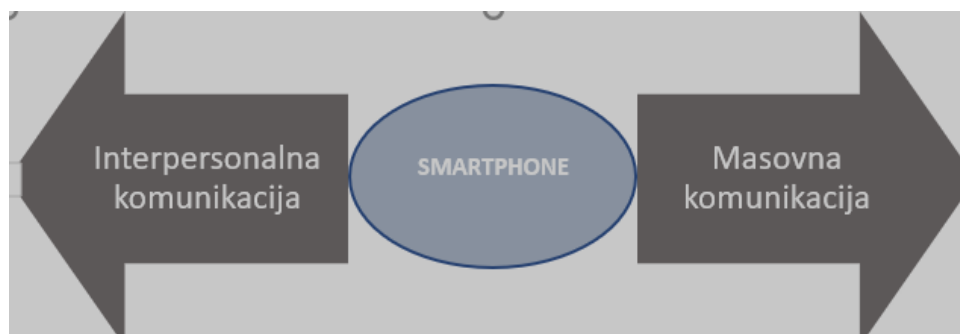 Interpersonalna
komunikacija
SMARTPHONE
Masovna
komunikacija